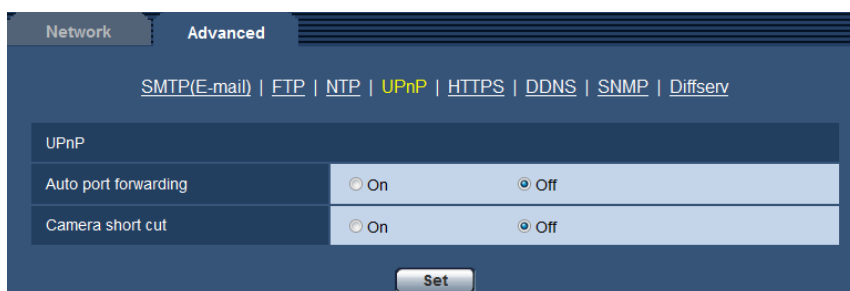 Network Advanced
SMTP(E-mail) | FTP | NTP | UPnP | HTTPS | DDNS | SNMP | Diffserv
UPnP
Auto port forwarding On Off
Camera short cut On Off
Set